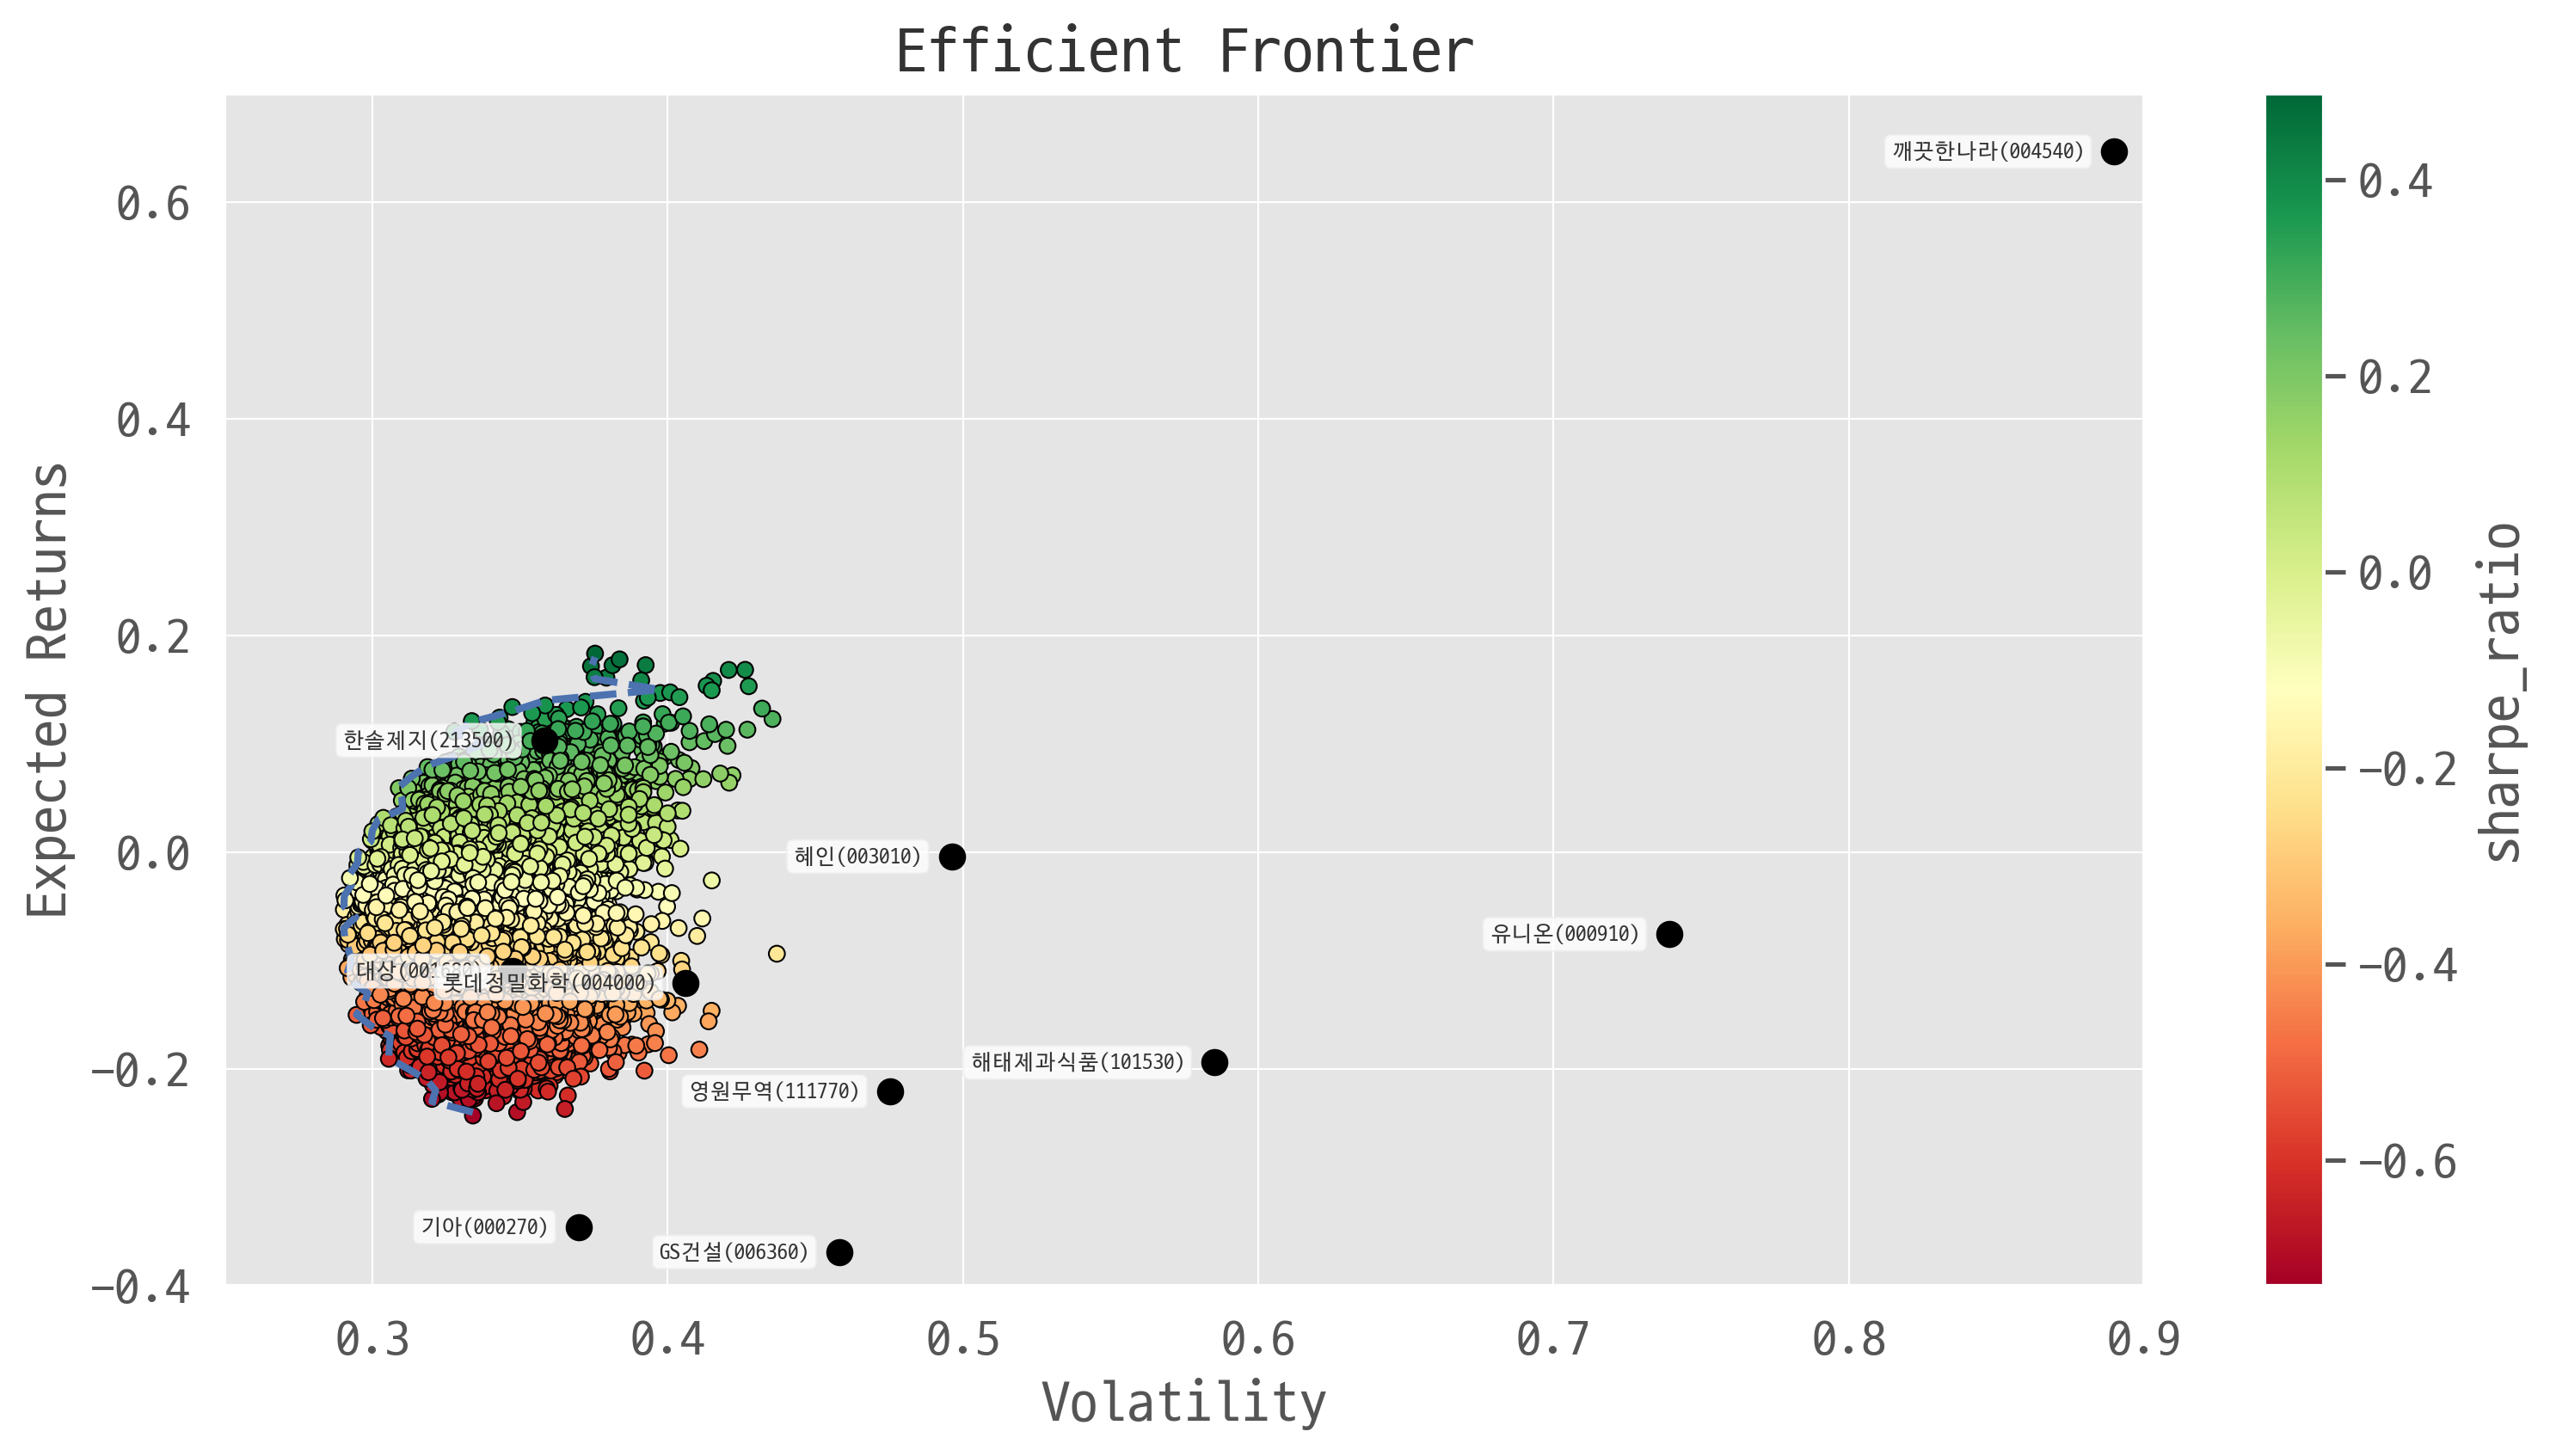 Efficient Frontier
Expected Returns
0.6
0.4
0.2
0.0
−0.2
−0.4
깨끗한나라(004540)
한솔제지(213500)
혜인(003010)
유니온(000910)
대상(001680)
롯데정밀화학(004000)
해태제과식품(101530)
영원무역(111770)
기아(000270)
GS건설(006360)
0.3 0.4 0.5 0.6 0.7 0.8 0.9
Volatility
0.4
0.2
0.0
−0.2
−0.4
−0.6
sharpe_ratio